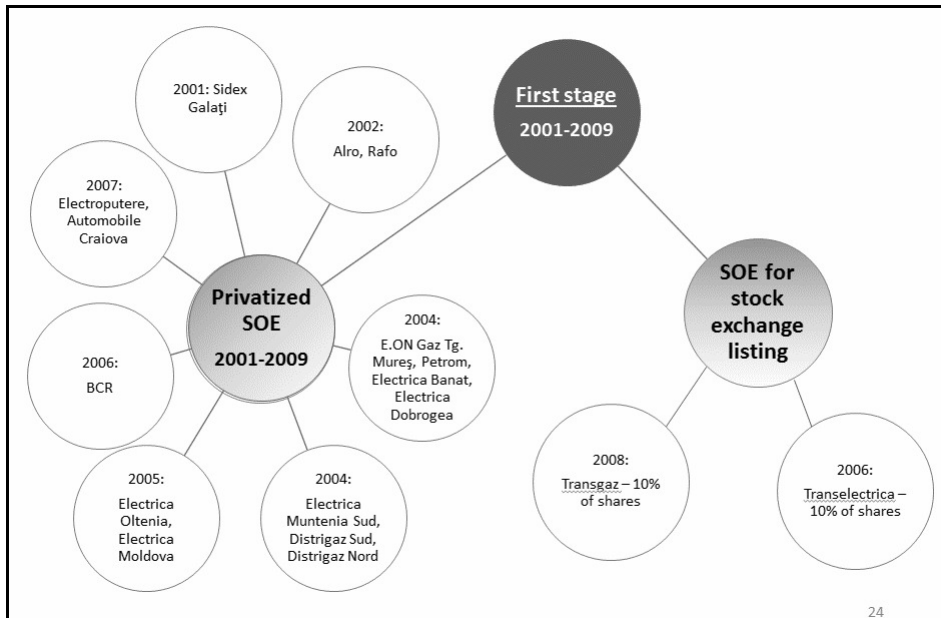 First stage
2001-2009
2001: Sidex
Galaţi
2002:
Alro, Rafo
2007:
Electroputere,
Automobile
Craiova
Privatized
SOE
2001-2009
2004:
E.ON Gaz Tg.
Mureş, Petrom,
Electrica Banat,
Electrica
Dobrogea
2006:
BCR
2005:
Electrica
Oltenia,
Electrica
Moldova
2004:
Electrica
Muntenia Sud,
Distrigaz Sud,
Distrigaz Nord
SOE for
stock
exchange
listing
2008:
Transgaz – 10%
of shares
2006:
Transelectrica –
10% of shares
24